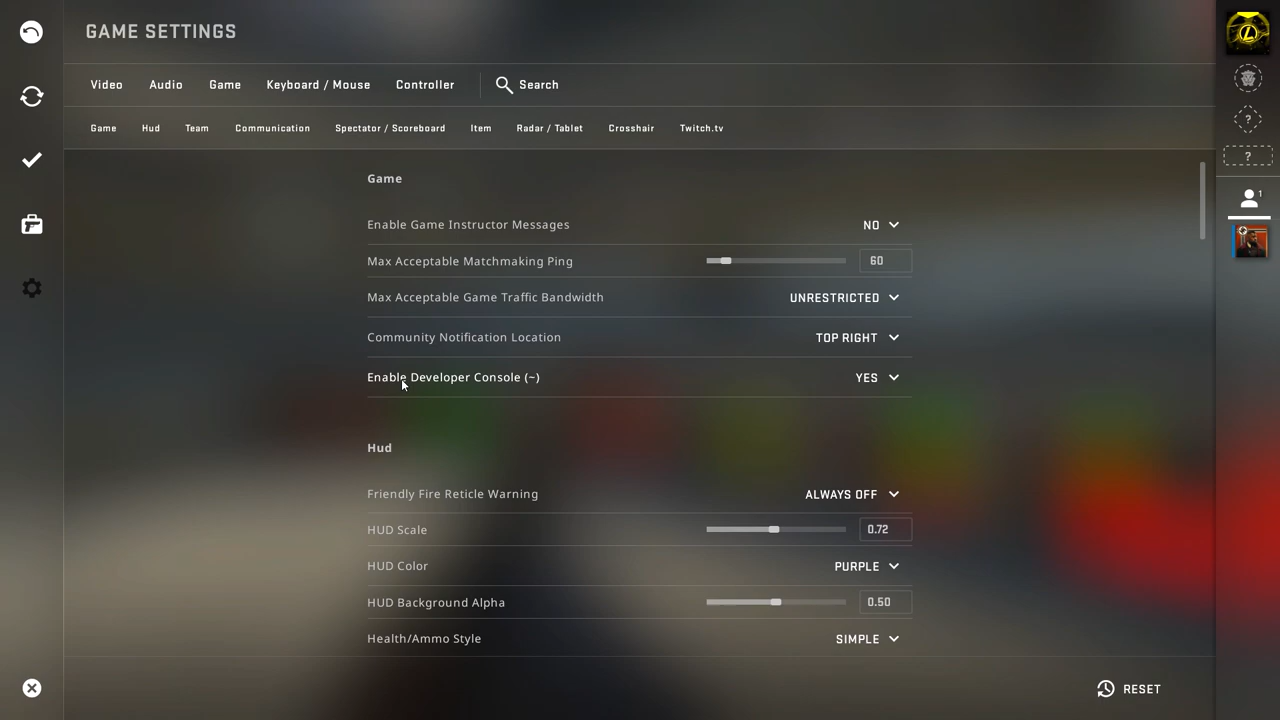 GAME SETTINGS
Video Audio Game Keyboard / Mouse Controller Search
Game Hud Team Communication Spectator / Scoreboard Item Radar / Tablet Crosshair Twitch.tv
Game
Enable Game Instructor Messages NO
Max Acceptable Matchmaking Ping 60
Max Acceptable Game Traffic Bandwidth UNRESTRICTED
Community Notification Location TOP RIGHT
Enable Developer Console (~) YES
Hud
Friendly Fire Reticle Warning ALWAYS OFF
HUD Scale 0.72
HUD Color PURPLE
HUD Background Alpha 0.50
Health/Ammo Style SIMPLE
RESET
L
?
?
1